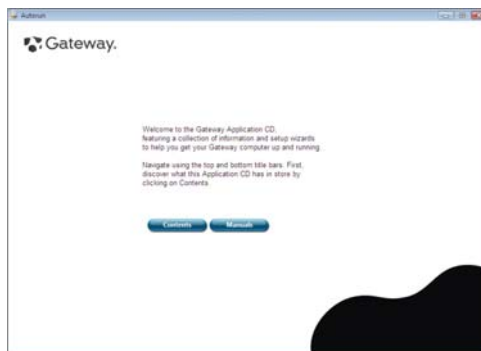 Autorun
Gateway.
Welcome to the Gateway Application CD,
featuring a collection of information and setup wizards
to help you get your Gateway computer up and running.
Navigate using the top and bottom title bars. First,
discover what this Application CD has in store by
clicking on Contents.
Contents
Manuals